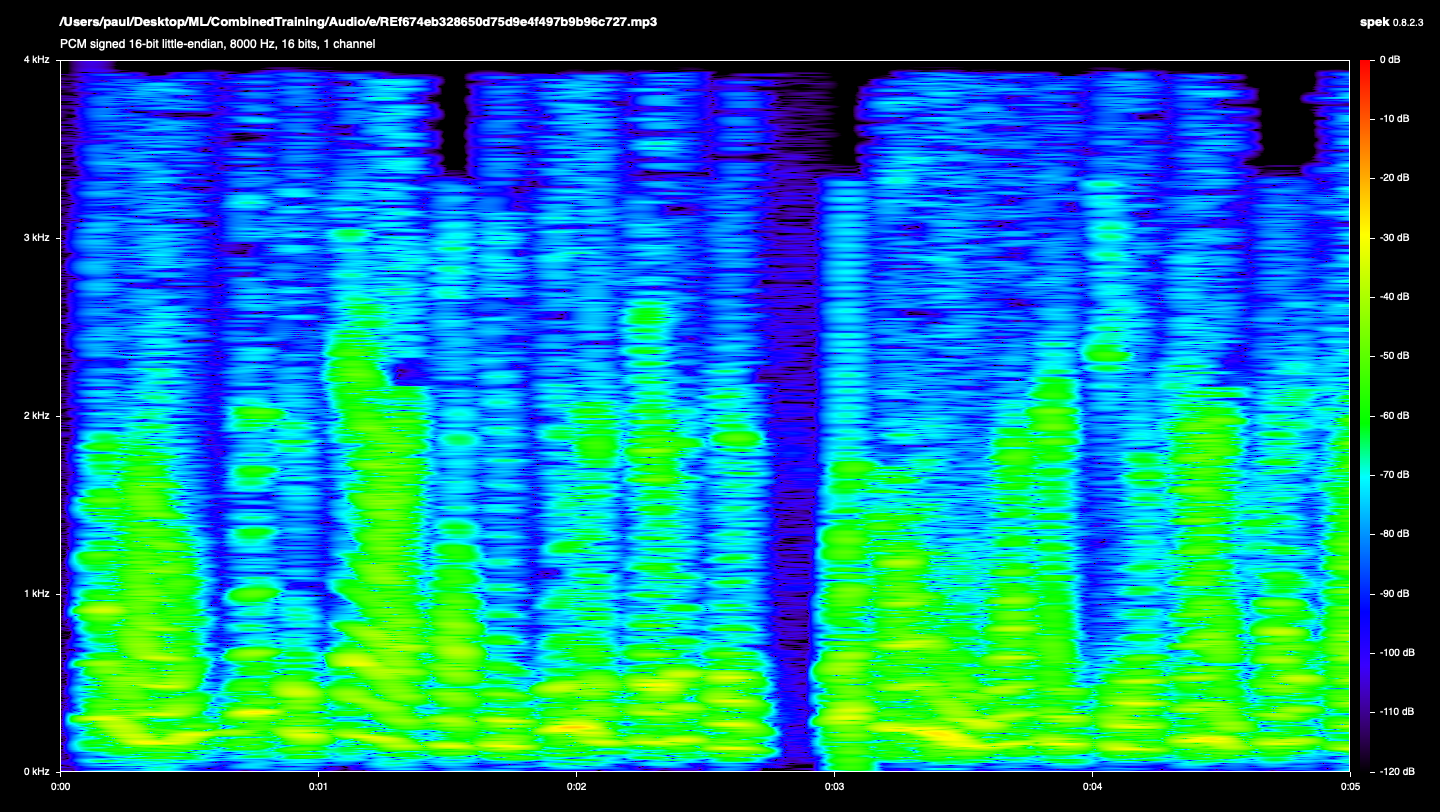 /Users/paul/Desktop/ML/CombinedTraining/Audio/e/REf674eb328650d75d9e4f497b9b96c727.mp3
spek 0.8.2.3
PCM signed 16-bit little-endian, 8000 Hz, 16 bits, 1 channel
4 kHz
3 kHz
2 kHz
1 kHz
0 kHz
0:00
0:01
0:02
0:03
0:04
0:05
0 dB
-10 dB
-20 dB
-30 dB
-40 dB
-50 dB
-60 dB
-70 dB
-80 dB
-90 dB
-100 dB
-110 dB
-120 dB